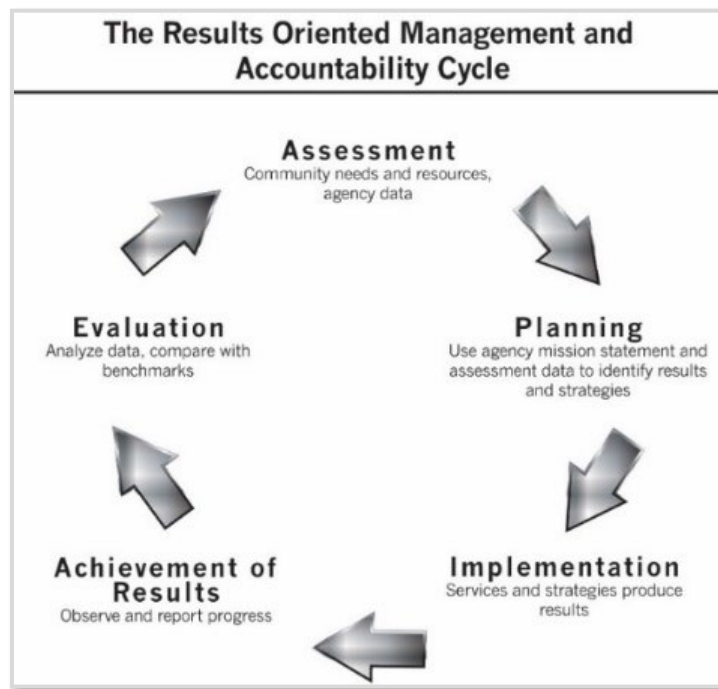 The Results Oriented Management and
Accountability Cycle
Assessment
Community needs and resources,
agency data
Planning
Use agency mission statement and
assessment data to identify results
and strategies
Implementation
Services and strategies produce
results
Achievement of
Results
Observe and report progress
Evaluation
Analyze data, compare with
benchmarks